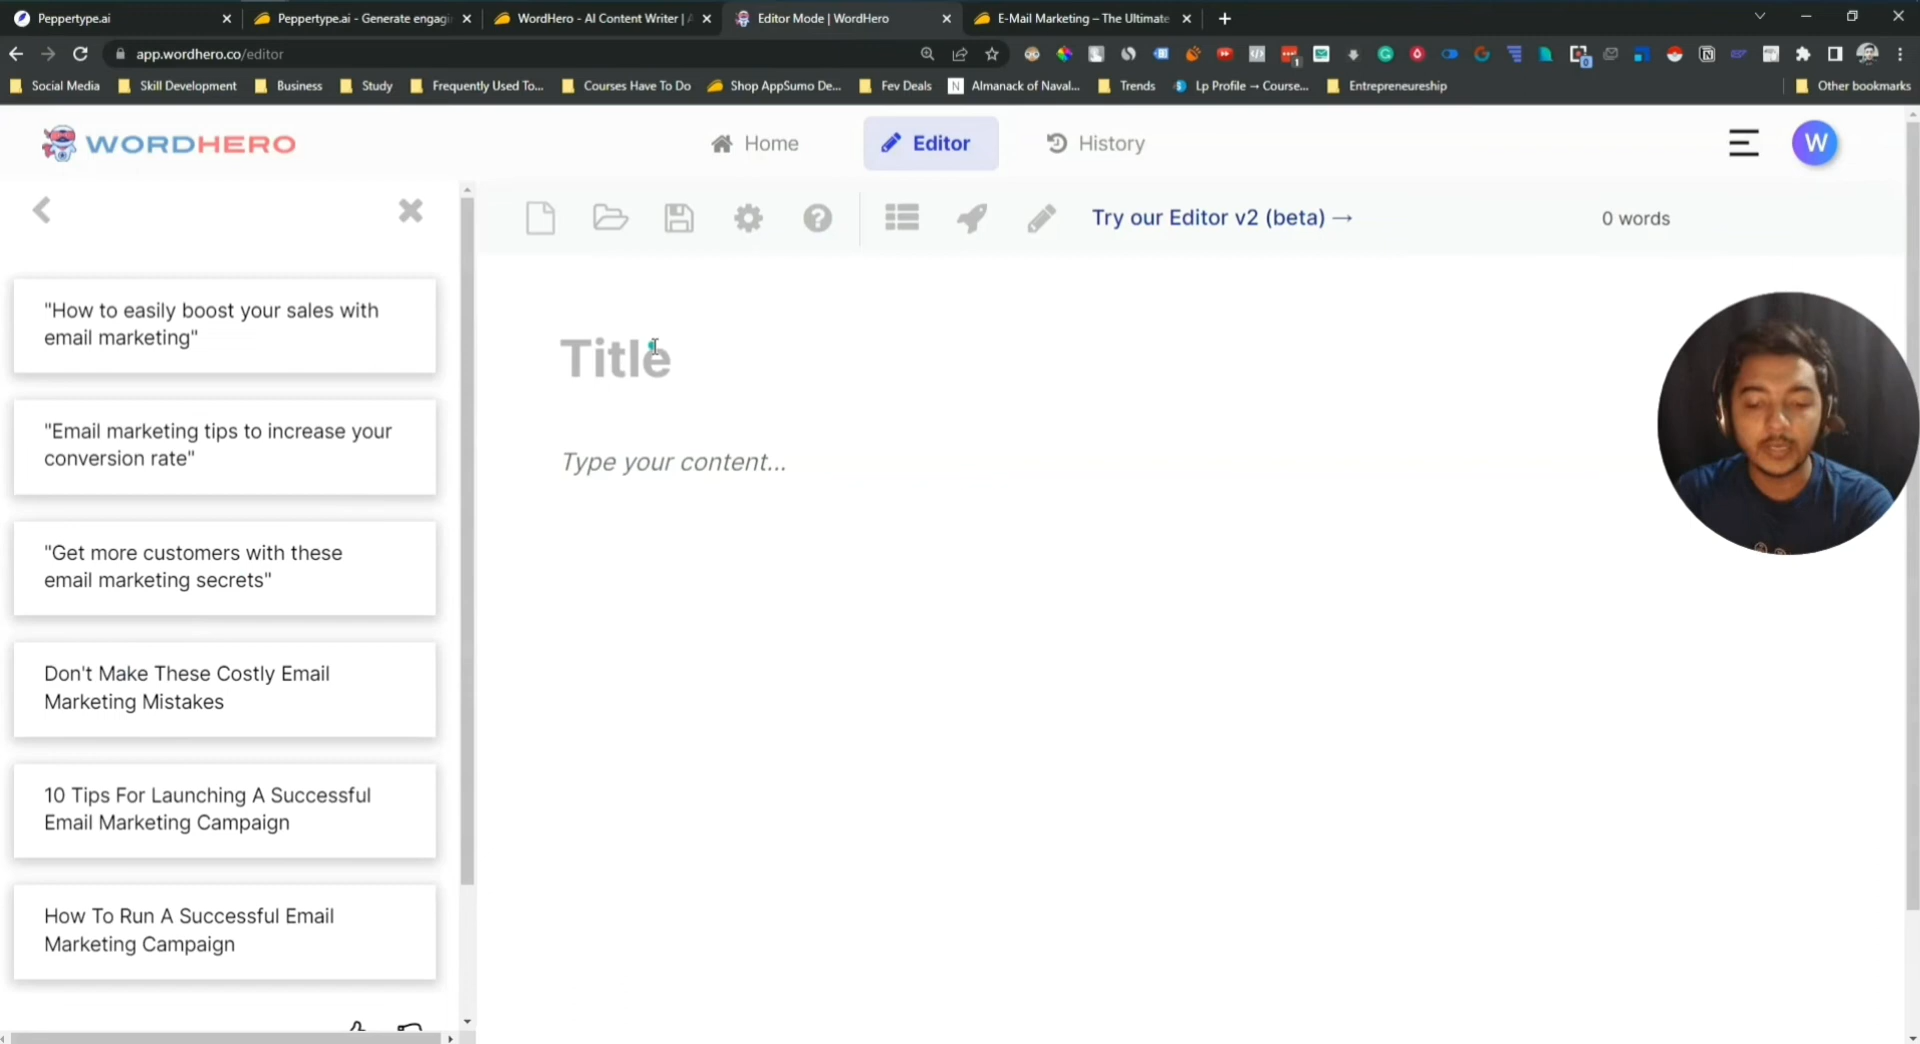 Peppertype.ai
Peppertype.ai - Generate engagi
WordHero - AI Content Writer | A
Editor Mode | WordHero
E-Mail Marketing – The Ultimate
app.wordhero.co/editor
Social Media
Skill Development
Business
Study
Frequently Used To...
Courses Have To Do
Shop AppSumo De...
Fev Deals
Almanack of Naval...
Trends
Lp Profile → Course...
Entrepreneureship
Other bookmarks
WORDHERO
Home
Editor
History
W
Try our Editor v2 (beta) →
0 words
"How to easily boost your sales with
email marketing"
"Email marketing tips to increase your
conversion rate"
"Get more customers with these
email marketing secrets"
Don't Make These Costly Email
Marketing Mistakes
10 Tips For Launching A Successful
Email Marketing Campaign
How To Run A Successful Email
Marketing Campaign
Title
Type your content...